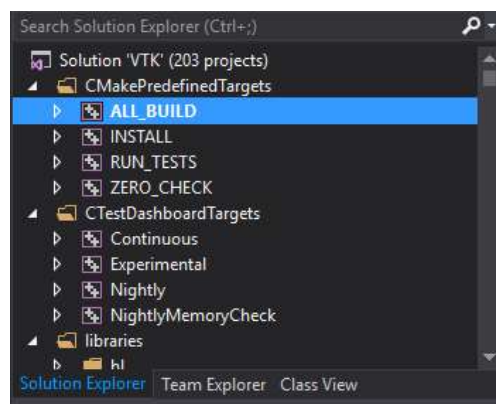 Search Solution Explorer (Ctrl+;)
Solution 'VTK' (203 projects)
CMakePredefinedTargets
ALL_BUILD
INSTALL
RUN_TESTS
ZERO_CHECK
CTestDashboardTargets
Continuous
Experimental
Nightly
NightlyMemoryCheck
libraries
Solution Explorer Team Explorer Class View